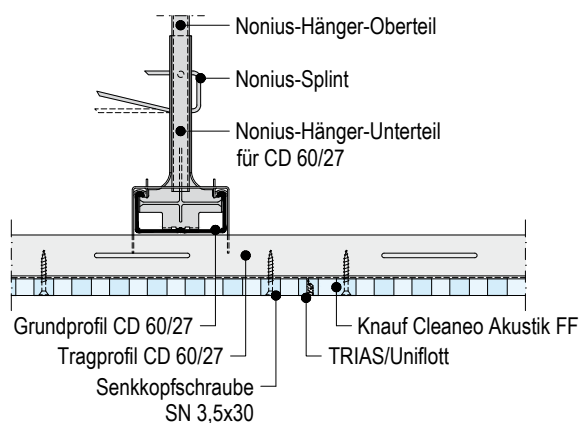 Nonius-Hänger-Oberteil
Nonius-Splint
Nonius-Hänger-Unterteil
für CD 60/27
Grundprofil CD 60/27
Knauf Cleaneo Akustik FF
Tragprofil CD 60/27
TRIAS/Uniflott
Senkkopfschraube
SN 3,5x30